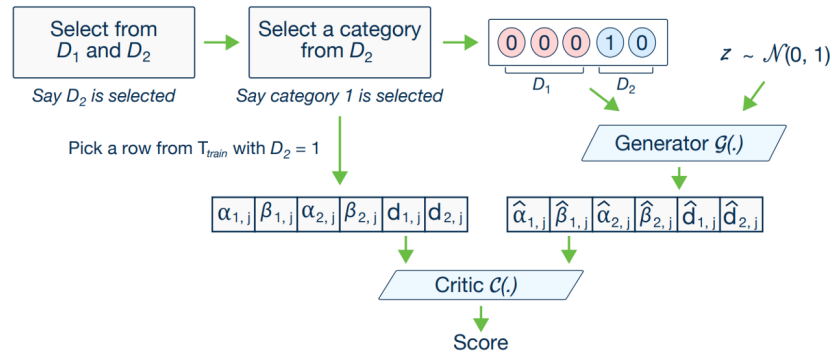 Select from
D₁ and D₂
Say D₂ is selected
Select a category
from D₂
Say category 1 is selected
0 0 0 1 0
D₁ D₂
z ~ 𝒩(0, 1)
Pick a row from T_train with D₂ = 1
Generator 𝒢(.)
α₁,ⱼ β₁,ⱼ α₂,ⱼ β₂,ⱼ d₁,ⱼ d₂,ⱼ
α̂₁,ⱼ β̂₁,ⱼ α̂₂,ⱼ β̂₂,ⱼ d̂₁,ⱼ d̂₂,ⱼ
Critic 𝒞(.)
Score